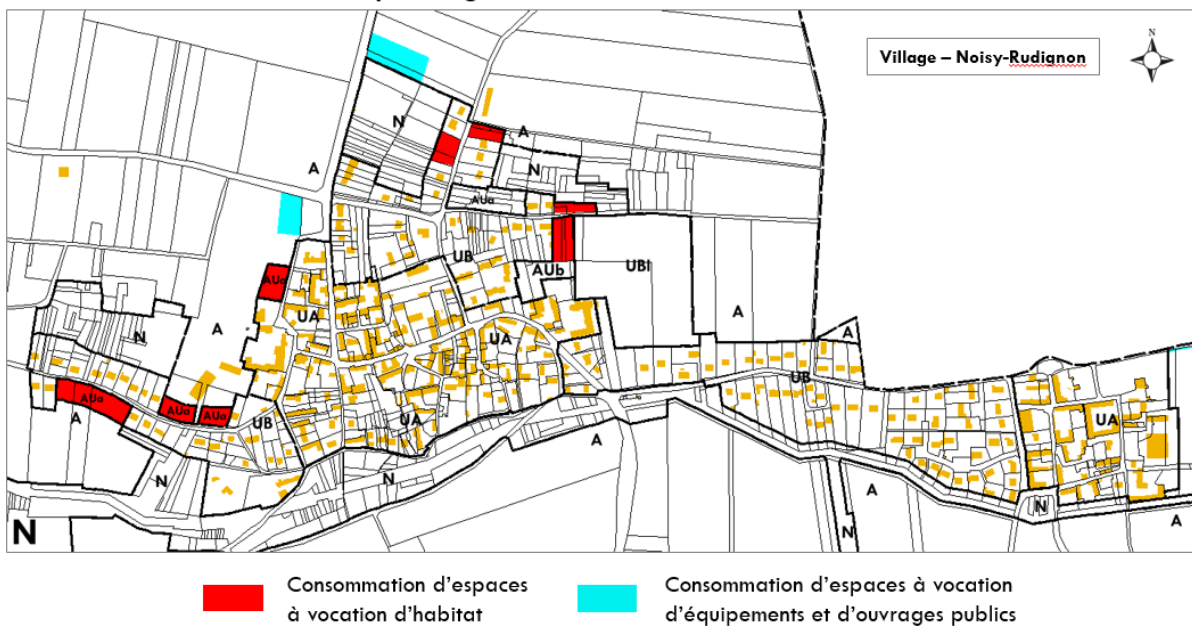 Village – Noisy-Rudignon
N
N
A
A
N
AUa
UB
AUb
UBI
AUa
UA
A
A
A
N
UA
UB
AUa
AUa
AUa
UB
UA
UA
A
N
N
A
A
N
N
A
N
Consommation d'espaces
à vocation d'habitat
Consommation d'espaces à vocation
d'équipements et d'ouvrages publics